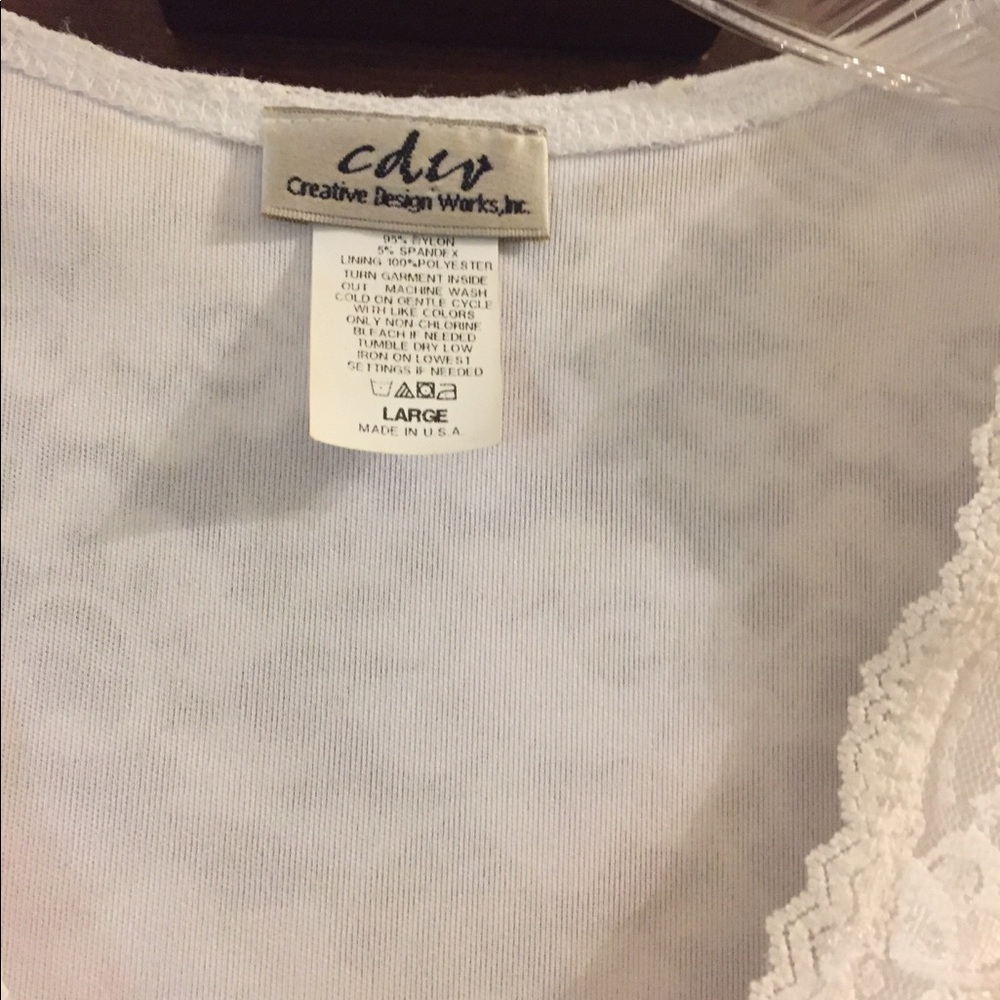 cdw
Creative Design Works, Inc.
95% NYLON
5% SPANDEX
LINING 100% POLYESTER
TURN GARMENT INSIDE
OUT MACHINE WASH
COLD ON GENTLE CYCLE
WITH LIKE COLORS
ONLY NON-CHLORINE
BLEACH IF NEEDED
TUMBLE DRY LOW
IRON ON LOWEST
SETTINGS IF NEEDED
LARGE
MADE IN U.S.A.